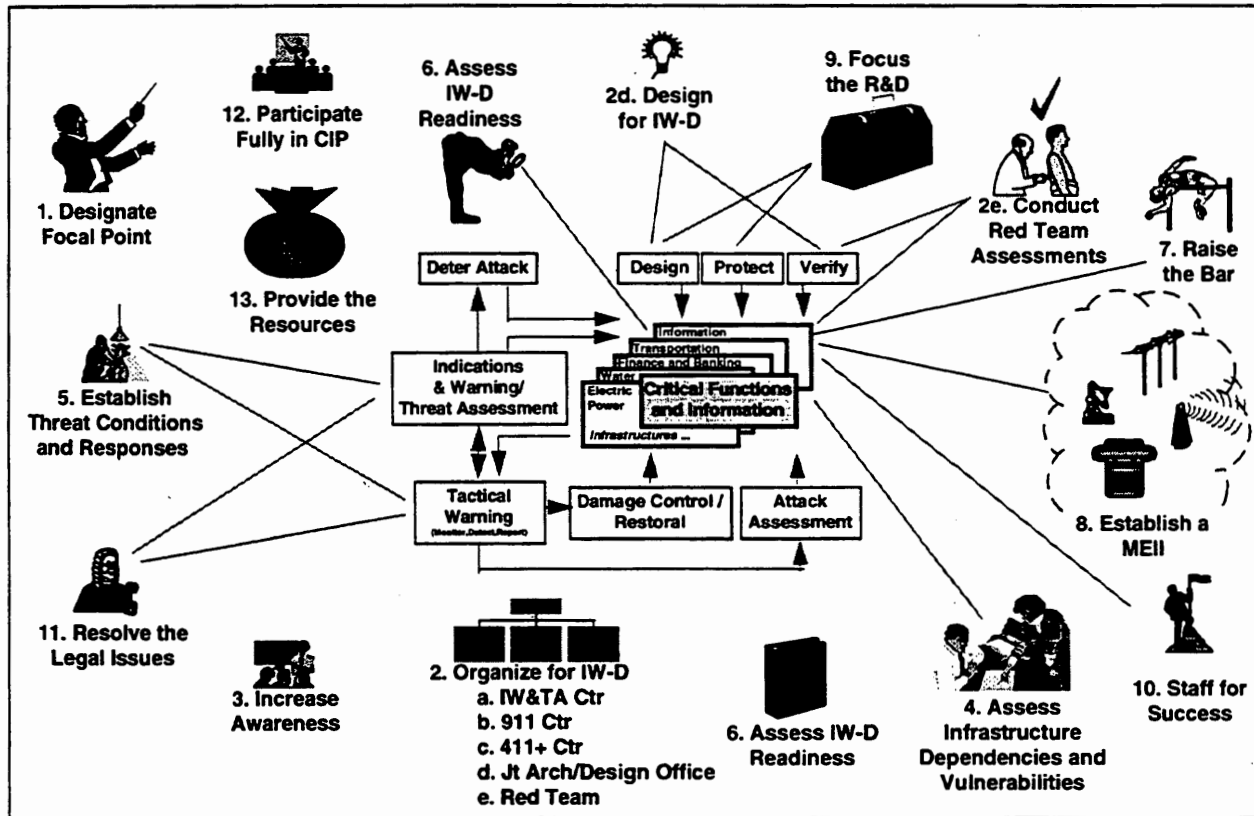 12. Participate
Fully in CIP
6. Assess
IW-D
Readiness
2d. Design
for IW-D
9. Focus
the R&D
1. Designate
Focal Point
13. Provide the
Resources
2e. Conduct
Red Team
Assessments
7. Raise
the Bar
Deter Attack
Design
Protect
Verify
5. Establish
Threat Conditions
and Responses
Indications
& Warning/
Threat Assessment
Information
Transportation
Finance and Banking
Water
Electric
Power
Critical Functions
and Information
Infrastructures ...
Tactical
Warning
(Monitor,Detect,Report)
Damage Control /
Restoral
Attack
Assessment
8. Establish a
MEII
11. Resolve the
Legal Issues
3. Increase
Awareness
2. Organize for IW-D
a. IW&TA Ctr
b. 911 Ctr
c. 411+ Ctr
d. Jt Arch/Design Office
e. Red Team
6. Assess IW-D
Readiness
4. Assess
Infrastructure
Dependencies and
Vulnerabilities
10. Staff for
Success